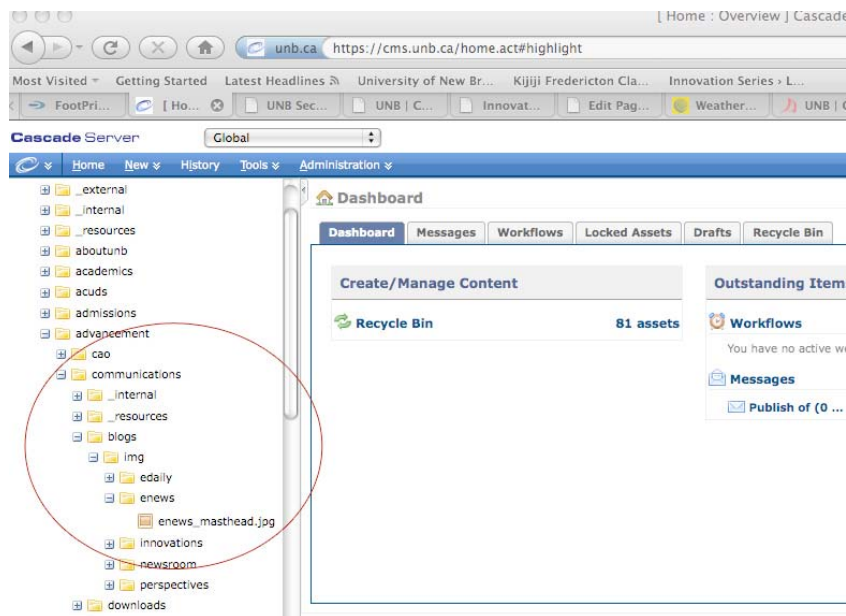 [ Home : Overview ] Cascade
unb.ca https://cms.unb.ca/home.act#highlight
Most Visited Getting Started Latest Headlines University of New Br... Kijiji Fredericton Cla... Innovation Series › L...
FootPri... [ Ho... UNB Sec... UNB | C... Innovat... Edit Pag... Weather... UNB | C
Cascade Server Global
Home New History Tools Administration
_external
_internal
_resources
aboutunb
academics
acuds
admissions
advancement
cao
communications
_internal
_resources
blogs
img
edaily
enews
enews_masthead.jpg
innovations
newsroom
perspectives
downloads
Dashboard
Dashboard Messages Workflows Locked Assets Drafts Recycle Bin
Create/Manage Content
Recycle Bin 81 assets
Outstanding Item
Workflows
You have no active w
Messages
Publish of (0 ...